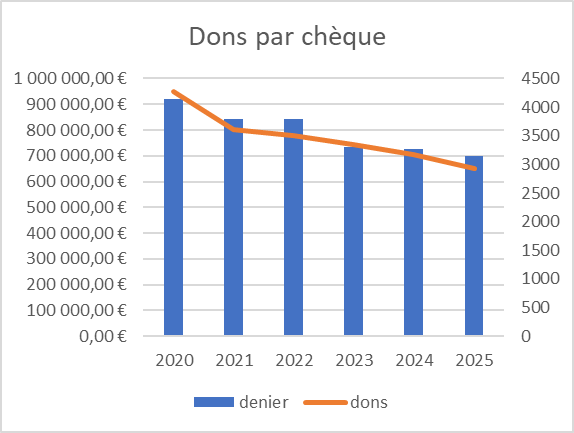 Dons par chèque
1 000 000,00 € 4500
900 000,00 € 4000
800 000,00 € 3500
700 000,00 € 3000
600 000,00 € 2500
500 000,00 € 2000
400 000,00 € 1500
300 000,00 € 1000
200 000,00 € 500
100 000,00 € 0
0,00 €
2020 2021 2022 2023 2024 2025
denier dons